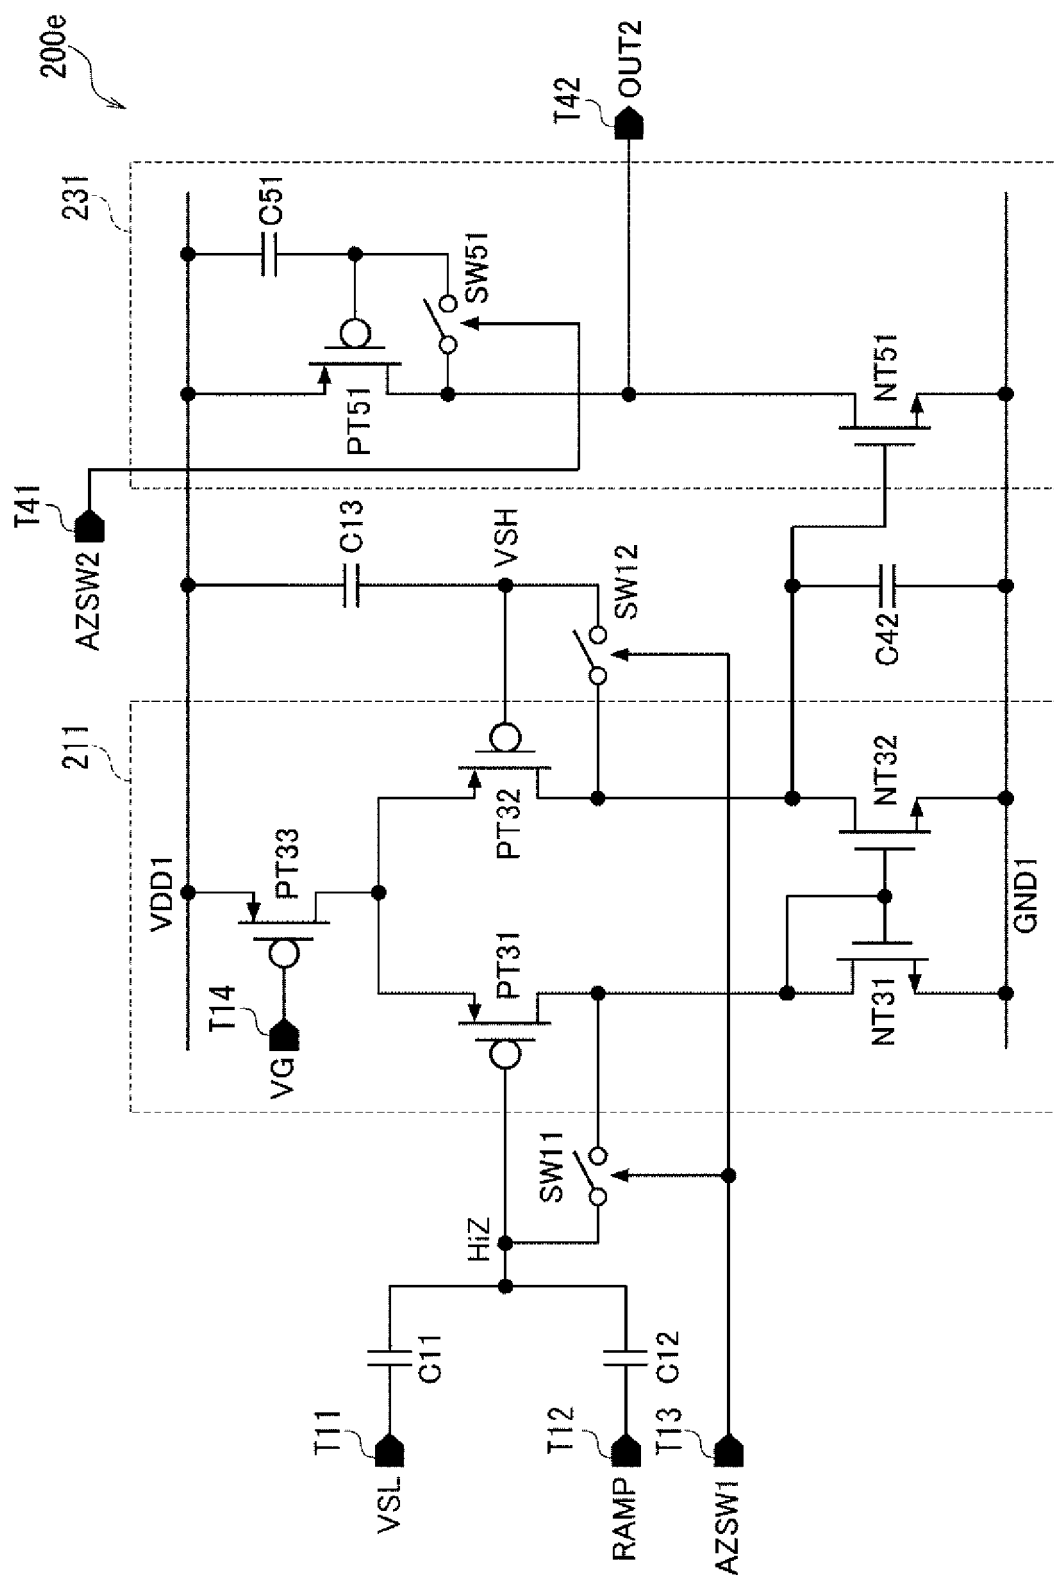 200e
T41
AZSW2
231
C51
SW51
PT51
T42
OUT2
NT51
C13
VSH
SW12
C42
211
VDD1
PT33
T14
VG
PT32
PT31
NT32
NT31
GND1
SW11
HiZ
T11
VSL
C11
T12
RAMP
C12
T13
AZSW1